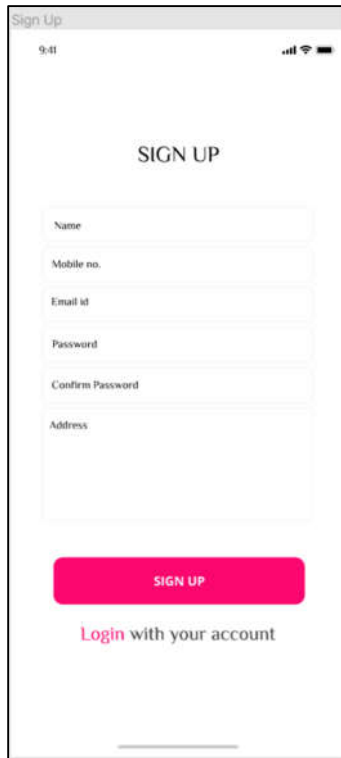 Sign Up
9:41
SIGN UP
Name
Mobile no.
Email id
Password
Confirm Password
Address
SIGN UP
Login with your account